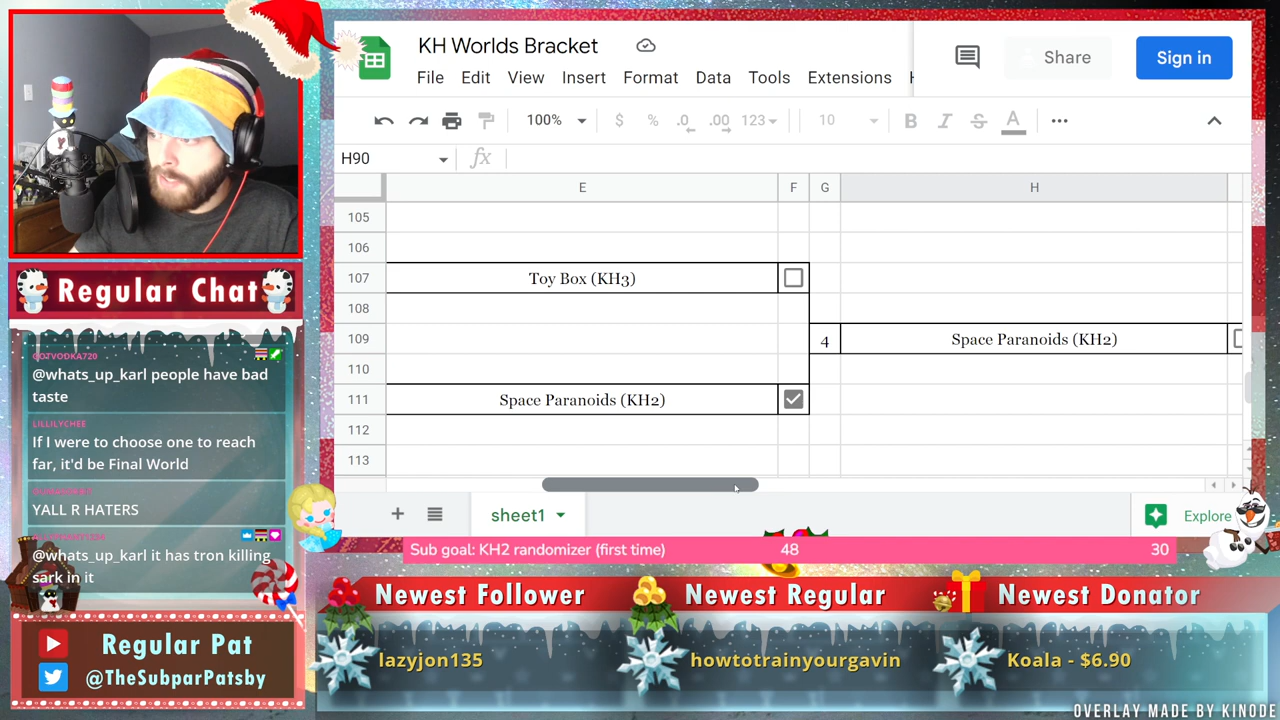 KH Worlds Bracket
File Edit View Insert Format Data Tools Extensions
Share
Sign in
100% $ % .0 .00 123 10 B I S A
H90 fx
E F G H
105
106
107 Toy Box (KH3)
108
109 4 Space Paranoids (KH2)
110
111 Space Paranoids (KH2)
112
113
sheet1
Explore
Regular Chat
GOTVODKA720
@whats_up_karl people have bad
taste
LILLILYCHEE
If I were to choose one to reach
far, it'd be Final World
YALL R HATERS
@whats_up_karl it has tron killing
sark in it
Regular Pat
@TheSubparPatsby
Sub goal: KH2 randomizer (first time) 48 30
Newest Follower
lazyjon135
Newest Regular
howtotrainyourgavin
Newest Donator
Koala - $6.90
OVERLAY MADE BY KINODE